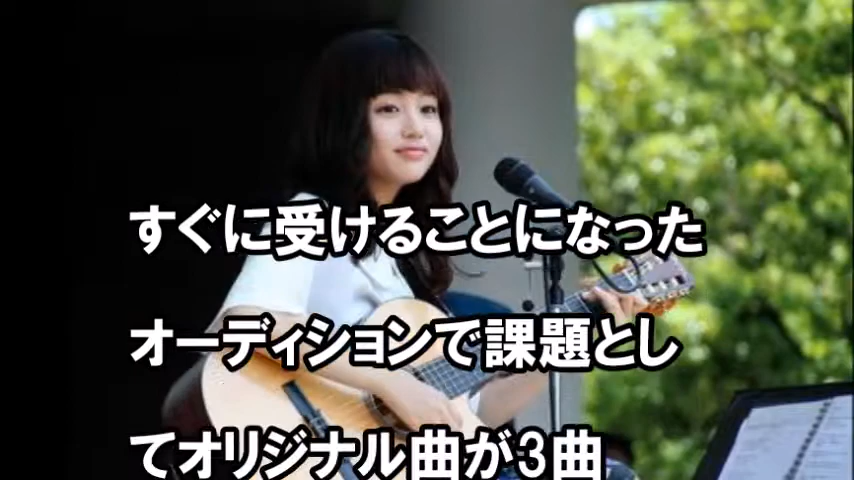 すぐに受けることになった
オーディションで課題とし
てオリジナル曲が3曲